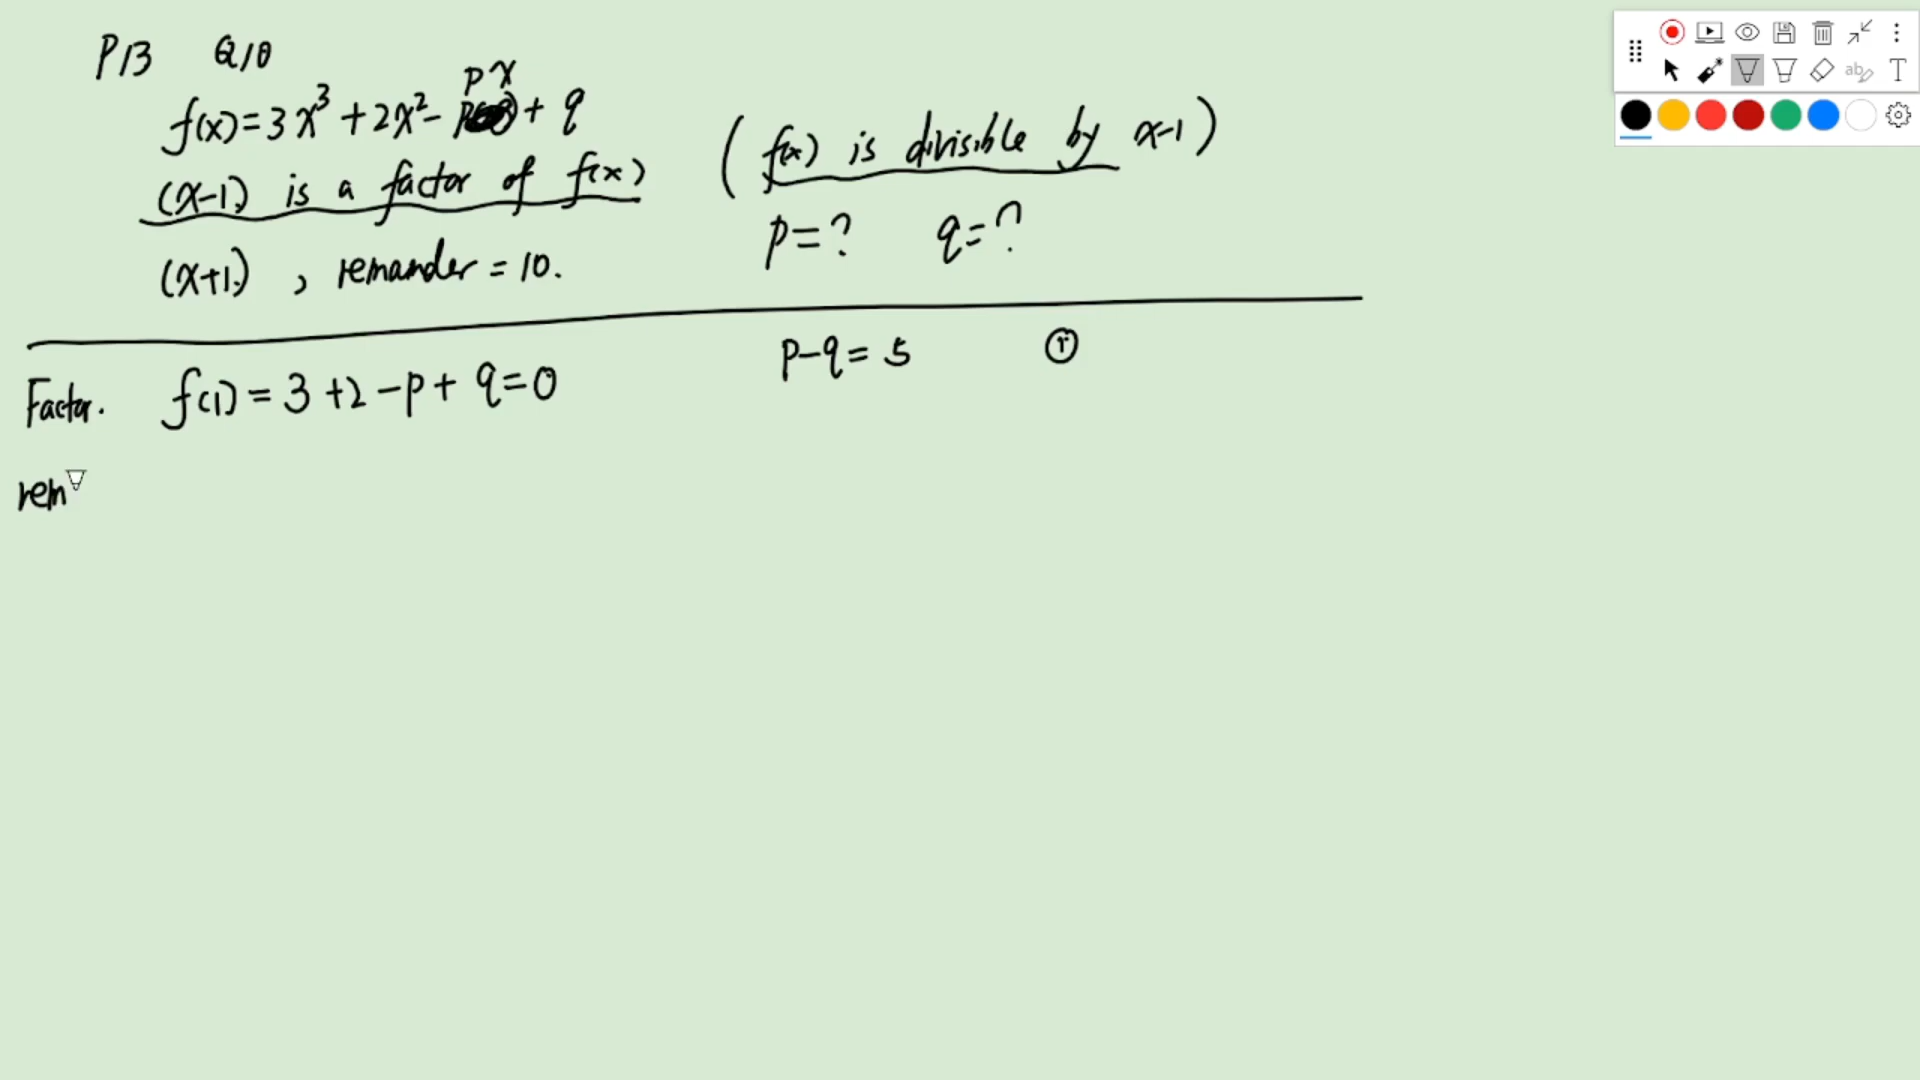 P13 Q10
f(x)=3x³+2x²-px+q
(x-1) is a factor of f(x)
(f(x) is divisible by x-1)
(x+1), remainder = 10.
p=? q=?
Factor. f(1)=3+2-p+q=0
p-q=5 ①
rem